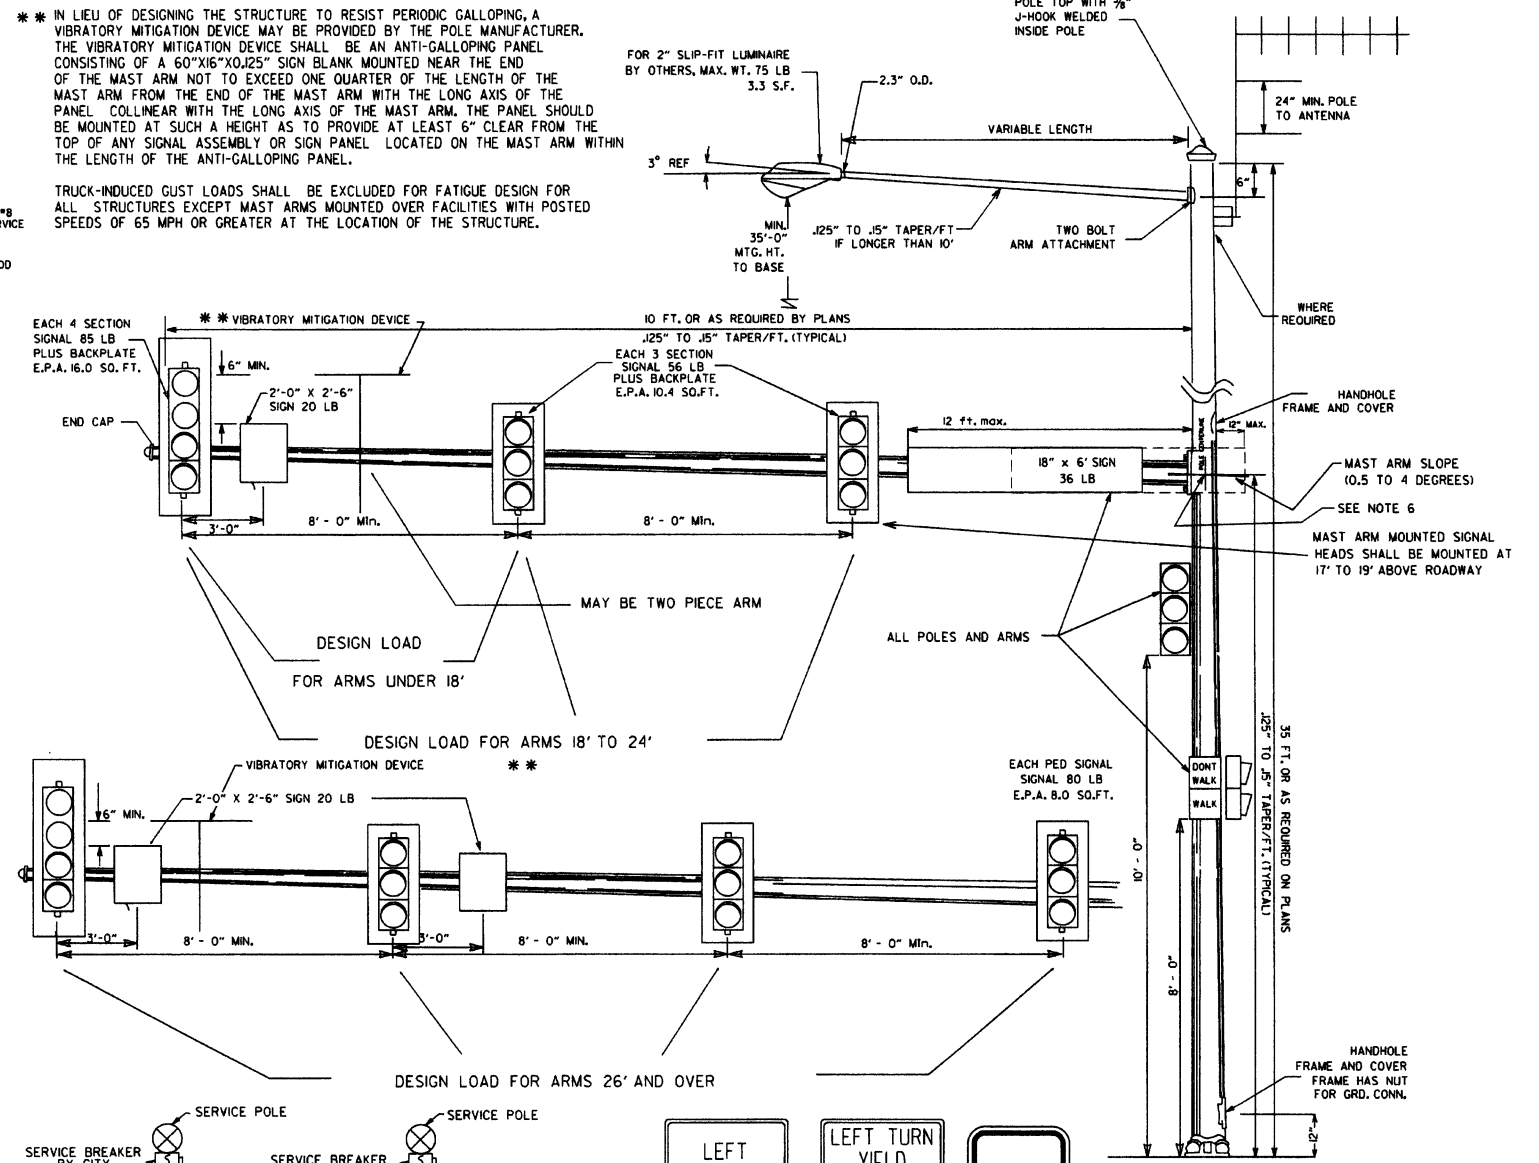 ** IN LIEU OF DESIGNING THE STRUCTURE TO RESIST PERIODIC GALLOPING, A
VIBRATORY MITIGATION DEVICE MAY BE PROVIDED BY THE POLE MANUFACTURER.
THE VIBRATORY MITIGATION DEVICE SHALL BE AN ANTI-GALLOPING PANEL
CONSISTING OF A 60"X16"X0.125" SIGN BLANK MOUNTED NEAR THE END
OF THE MAST ARM NOT TO EXCEED ONE QUARTER OF THE LENGTH OF THE
MAST ARM FROM THE END OF THE MAST ARM WITH THE LONG AXIS OF THE
PANEL COLLINEAR WITH THE LONG AXIS OF THE MAST ARM. THE PANEL SHOULD
BE MOUNTED AT SUCH A HEIGHT AS TO PROVIDE AT LEAST 6" CLEAR FROM THE
TOP OF ANY SIGNAL ASSEMBLY OR SIGN PANEL LOCATED ON THE MAST ARM WITHIN
THE LENGTH OF THE ANTI-GALLOPING PANEL.
TRUCK-INDUCED GUST LOADS SHALL BE EXCLUDED FOR FATIGUE DESIGN FOR
ALL STRUCTURES EXCEPT MAST ARMS MOUNTED OVER FACILITIES WITH POSTED
SPEEDS OF 65 MPH OR GREATER AT THE LOCATION OF THE STRUCTURE.
POLE TOP WITH 7/8"
J-HOOK WELDED
INSIDE POLE
FOR 2" SLIP-FIT LUMINAIRE
BY OTHERS, MAX. WT. 75 LB
3.3 S.F.
2.3" O.D.
VARIABLE LENGTH
24" MIN. POLE
TO ANTENNA
3° REF
6"
MIN.
35'-0"
MTG. HT.
TO BASE
.125" TO .15" TAPER/FT
IF LONGER THAN 10'
TWO BOLT
ARM ATTACHMENT
WHERE
REQUIRED
EACH 4 SECTION
SIGNAL 85 LB
PLUS BACKPLATE
E.P.A. 16.0 SQ. FT.
** VIBRATORY MITIGATION DEVICE
10 FT. OR AS REQUIRED BY PLANS
.125" TO .15" TAPER/FT. (TYPICAL)
EACH 3 SECTION
SIGNAL 56 LB
PLUS BACKPLATE
E.P.A. 10.4 SQ.FT.
6" MIN.
2'-0" X 2'-6"
SIGN 20 LB
END CAP
HANDHOLE
FRAME AND COVER
12 ft. max.
12" MAX.
POLE CENTERLINE
18" x 6' SIGN
36 LB
MAST ARM SLOPE
(0.5 TO 4 DEGREES)
SEE NOTE 6
MAST ARM MOUNTED SIGNAL
HEADS SHALL BE MOUNTED AT
17' TO 19' ABOVE ROADWAY
3'-0"
8' - 0" Min.
8' - 0" Min.
MAY BE TWO PIECE ARM
DESIGN LOAD
FOR ARMS UNDER 18'
ALL POLES AND ARMS
DESIGN LOAD FOR ARMS 18' TO 24'
VIBRATORY MITIGATION DEVICE **
2'-0" X 2'-6" SIGN 20 LB
6" MIN.
EACH PED SIGNAL
SIGNAL 80 LB
E.P.A. 8.0 SQ.FT.
DONT
WALK
WALK
35 FT. OR AS REQUIRED ON PLANS
.125" TO .15" TAPER/FT. (TYPICAL)
10' - 0"
8' - 0"
3'-0"
8' - 0" MIN.
3'-0"
8' - 0" MIN.
8' - 0" Min.
DESIGN LOAD FOR ARMS 26' AND OVER
HANDHOLE
FRAME AND COVER
FRAME HAS NUT
FOR GRD. CONN.
12"
SERVICE POLE
SERVICE BREAKER
BY CITY
S
SERVICE POLE
SERVICE BREAKER
S
LEFT
LEFT TURN
YIELD